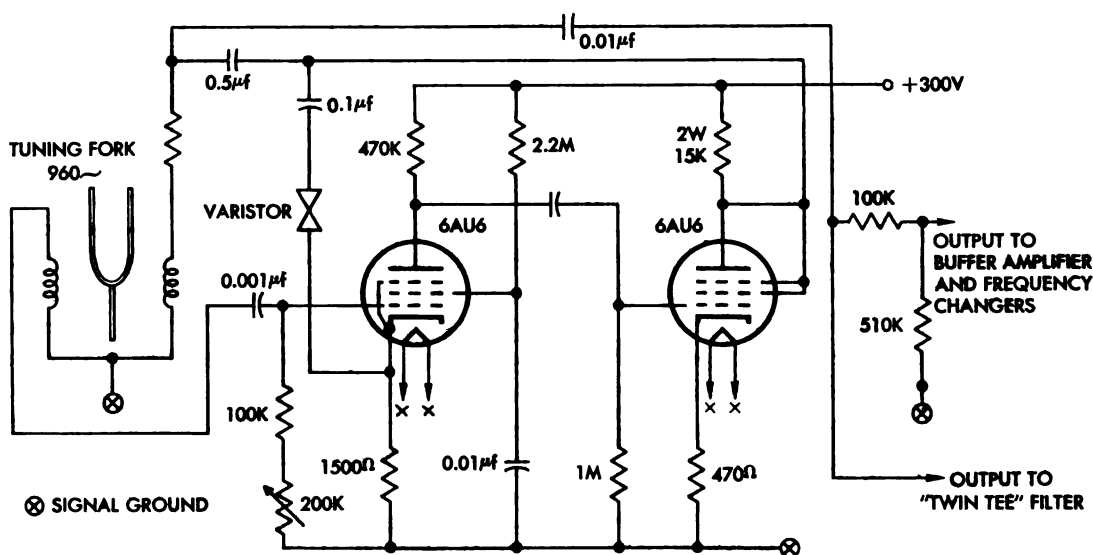 0.01µf
0.5µf
0.1µf
+300V
TUNING FORK
960~
470K
2.2M
2W
15K
VARISTOR
6AU6
6AU6
100K
OUTPUT TO
BUFFER AMPLIFIER
AND FREQUENCY
CHANGERS
0.001µf
510K
X X
X X
100K
1500Ω
0.01µf
1M
470Ω
200K
⊗ SIGNAL GROUND
OUTPUT TO
"TWIN TEE" FILTER